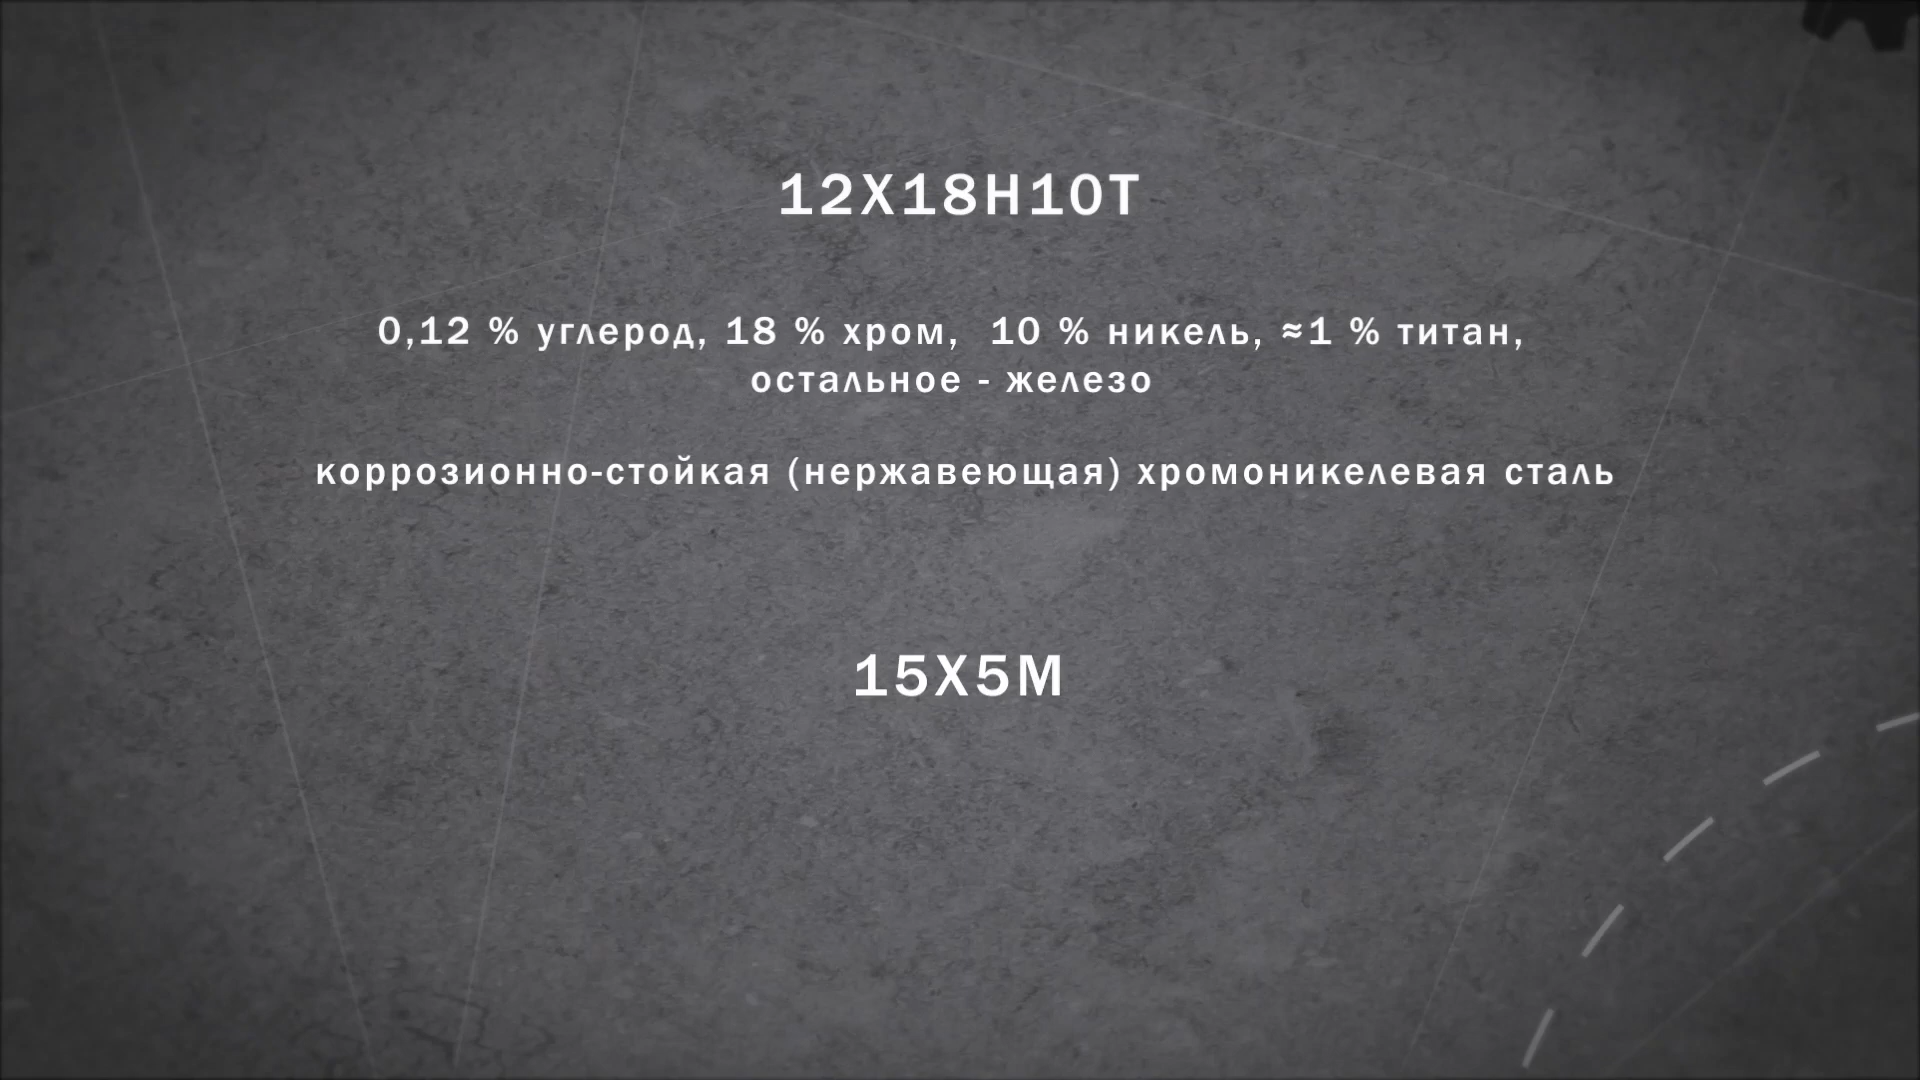 12Х18Н10Т
0,12 % углерод, 18 % хром, 10 % никель, ≈1 % титан,
остальное - железо
коррозионно-стойкая (нержавеющая) хромоникелевая сталь
15Х5М